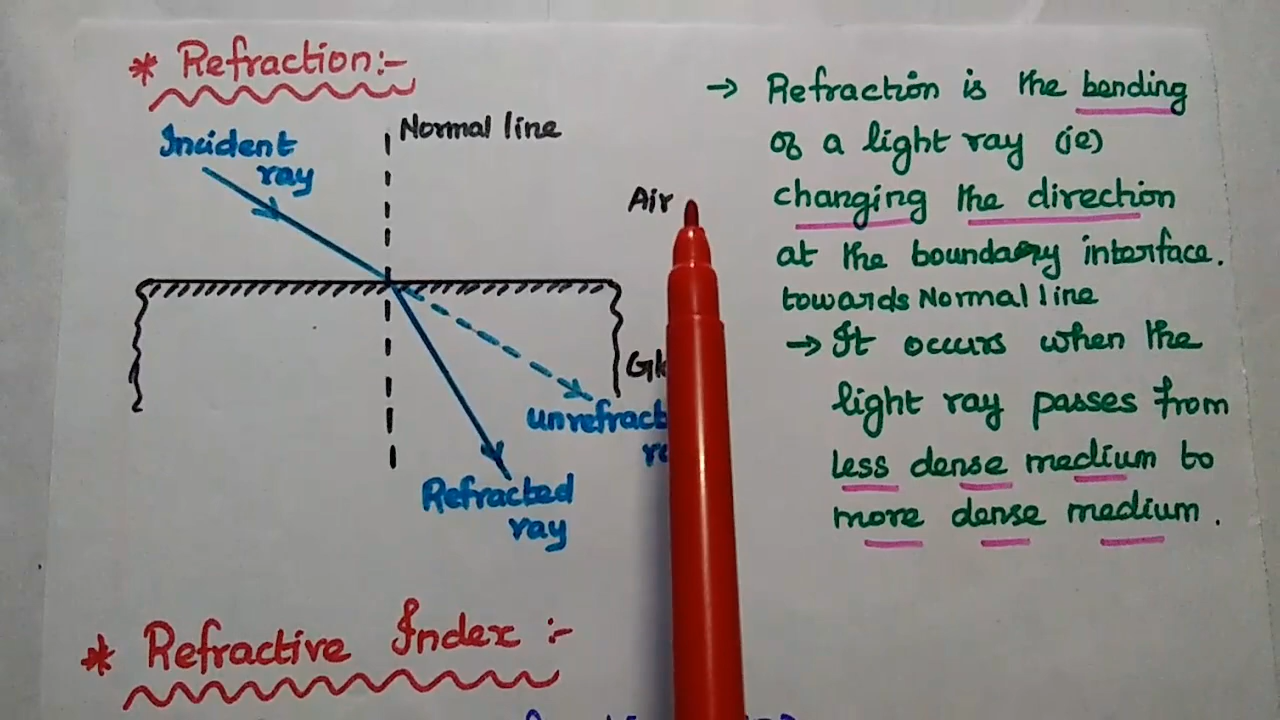 * Refraction:-
Incident
ray
Normal line
Air
Refracted
ray
→ Refraction is the bending
of a light ray (ie)
changing the direction
at the boundary interface.
towards Normal line
→ It occurs when the
light ray passes from
less dense medium to
more dense medium.
* Refractive Index :-